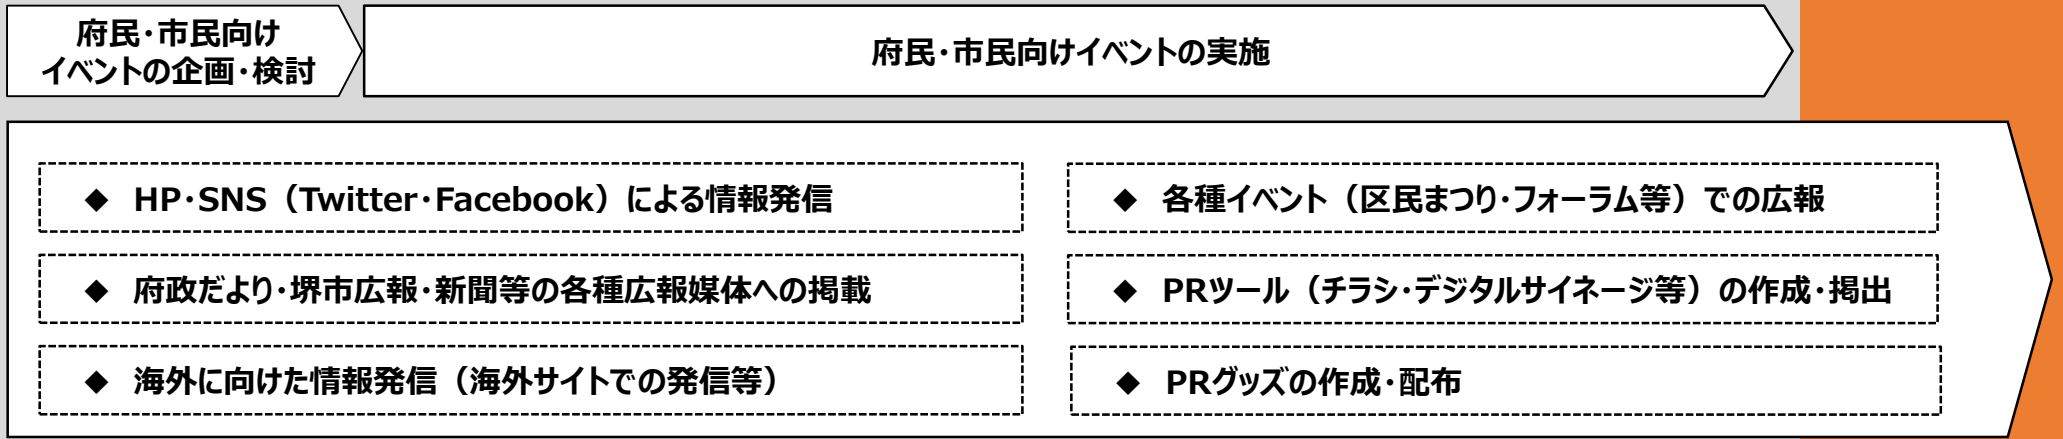 府民・市民向け
イベントの企画・検討
府民・市民向けイベントの実施
◆ HP・SNS（Twitter・Facebook）による情報発信
◆ 府政だより・堺市広報・新聞等の各種広報媒体への掲載
◆ 海外に向けた情報発信（海外サイトでの発信等）
◆ 各種イベント（区民まつり・フォーラム等）での広報
◆ PRツール（チラシ・デジタルサイネージ等）の作成・掲出
◆ PRグッズの作成・配布